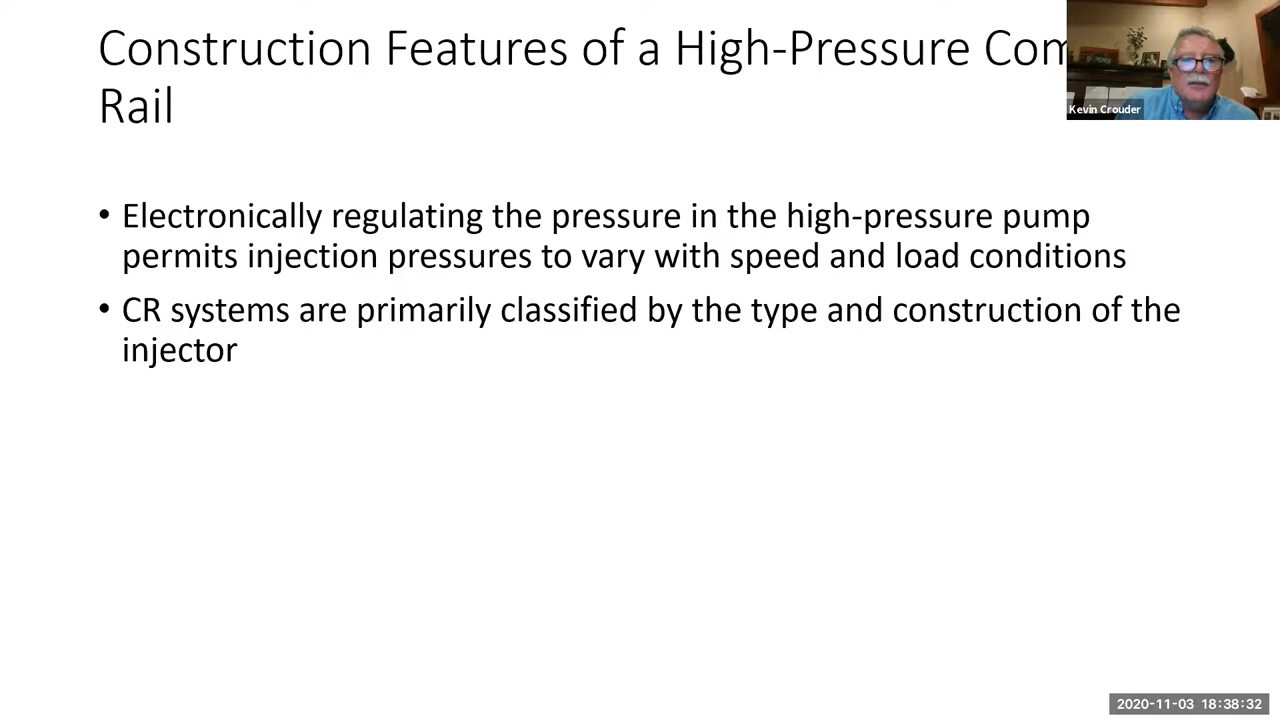 Construction Features of a High-Pressure
Rail
Kevin Crouder
• Electronically regulating the pressure in the high-pressure pump
permits injection pressures to vary with speed and load conditions
• CR systems are primarily classified by the type and construction of the
injector
2020-11-03 18:38:32